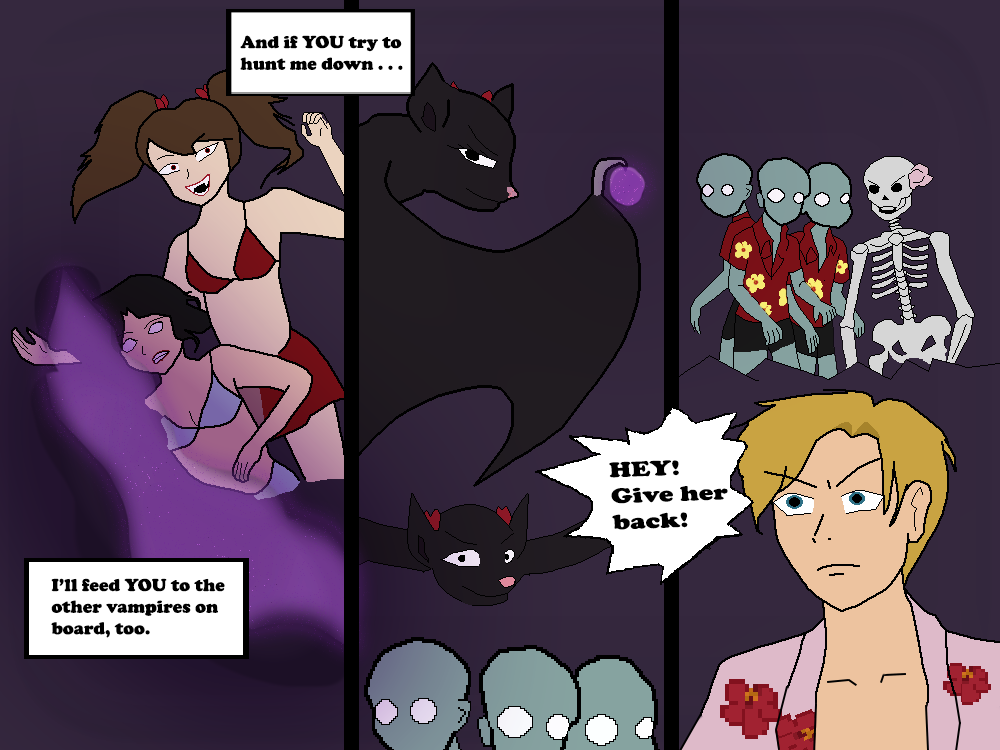 And if YOU try to
hunt me down . . .
I'll feed YOU to the
other vampires on
board, too.
HEY!
Give her
back!